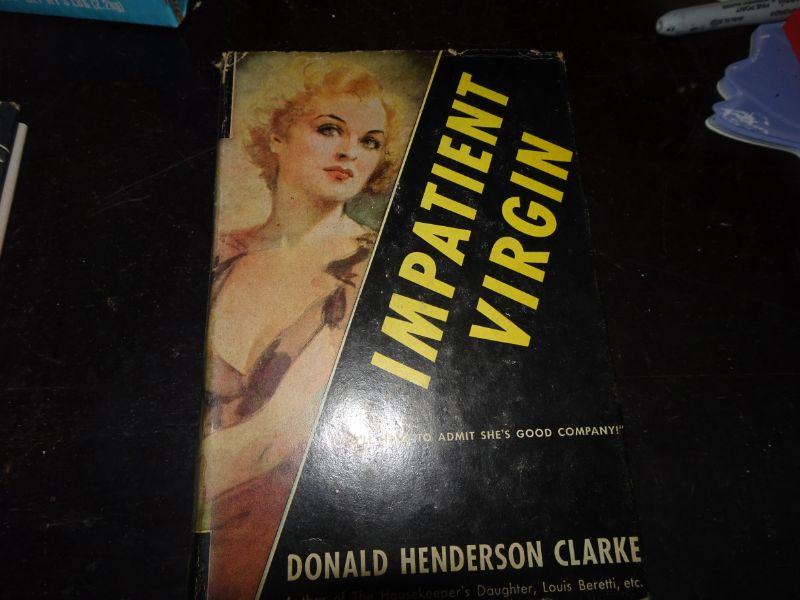 IMPATIENT
VIRGIN
TO ADMIT SHE'S GOOD COMPANY!"
DONALD HENDERSON CLARKE
Author of The Housekeeper's Daughter, Louis Beretti, etc.